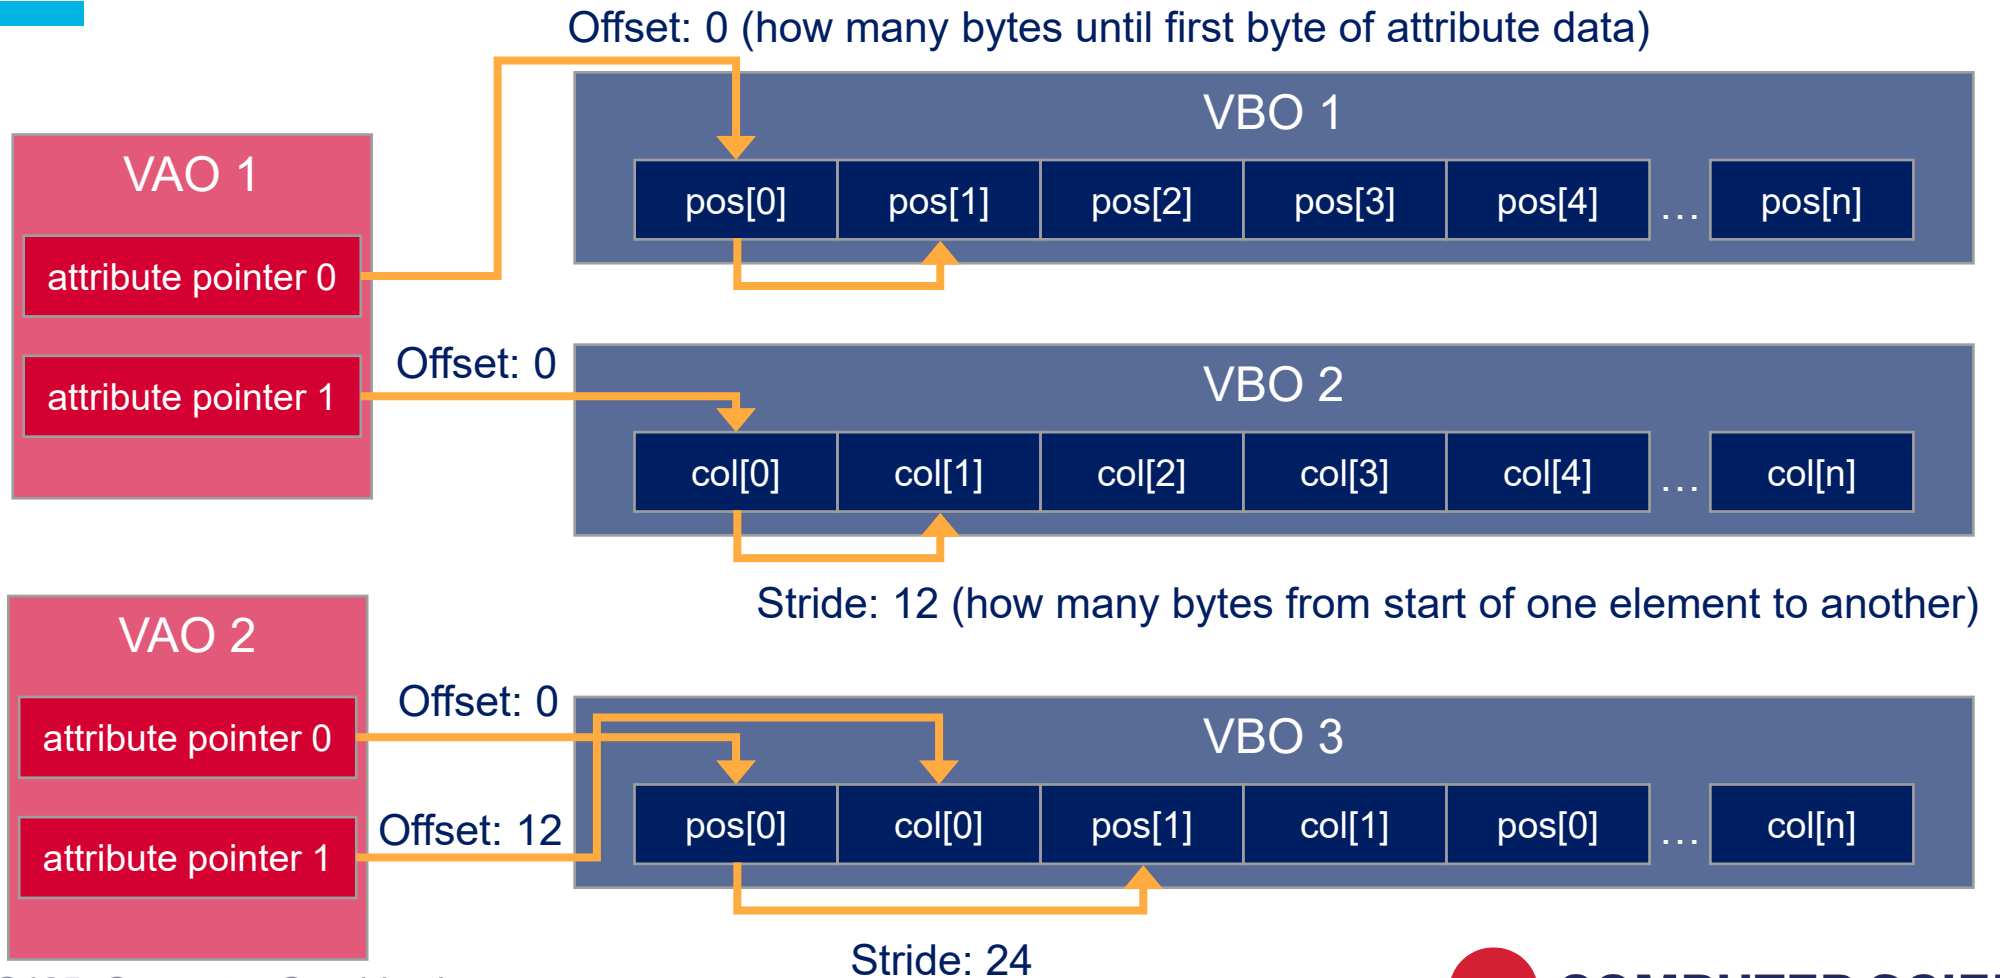 Offset: 0 (how many bytes until first byte of attribute data)
VBO 1
VAO 1
pos[0] pos[1] pos[2] pos[3] pos[4] ... pos[n]
attribute pointer 0
Offset: 0
attribute pointer 1
VBO 2
col[0] col[1] col[2] col[3] col[4] ... col[n]
Stride: 12 (how many bytes from start of one element to another)
VAO 2
Offset: 0
attribute pointer 0
VBO 3
Offset: 12
attribute pointer 1
pos[0] col[0] pos[1] col[1] pos[0] ... col[n]
Stride: 24